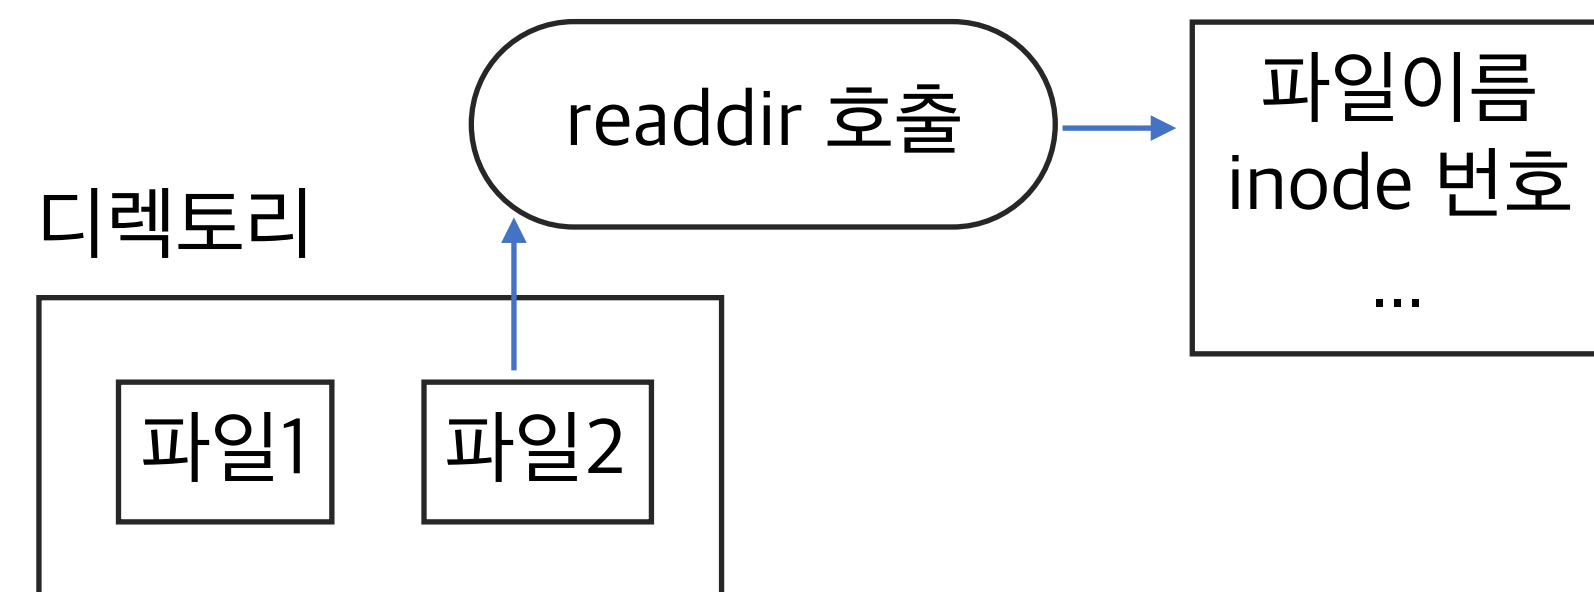 readdir 호출
파일이름
inode 번호
...
디렉토리
파일1
파일2